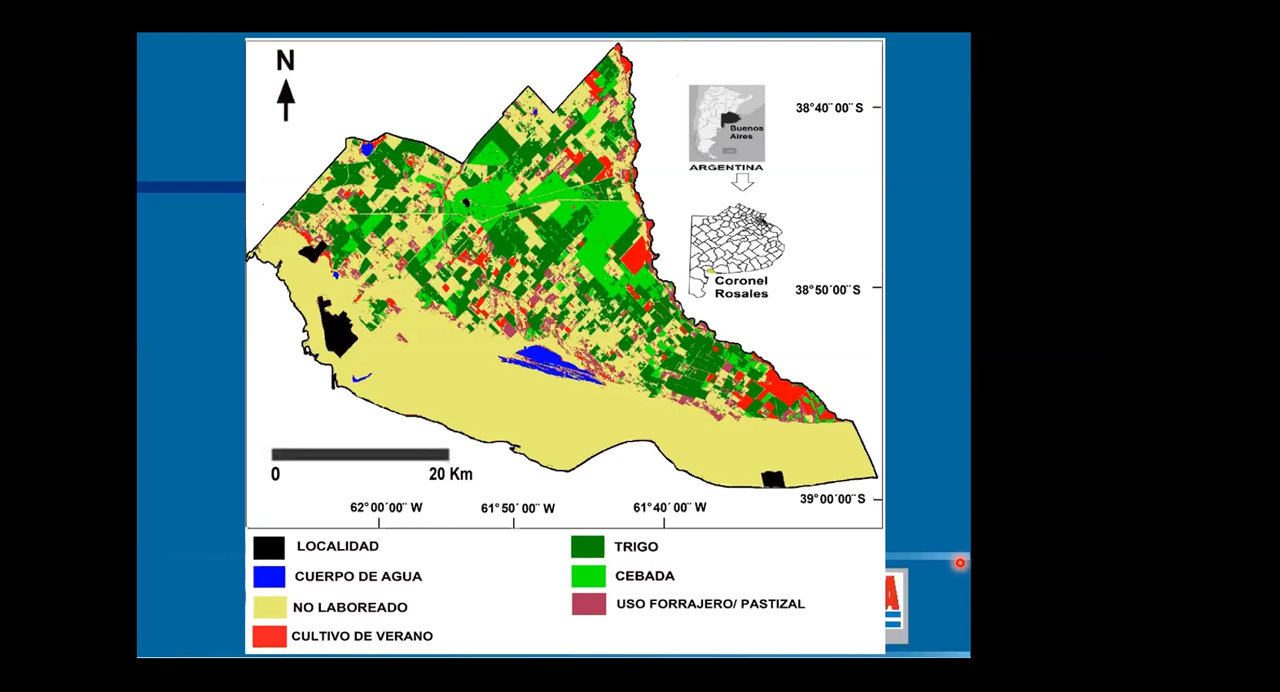 N
38°40¨00¨S
Buenos
Aires
ARGENTINA
Coronel
Rosales
38°50¨00¨S
0
20 Km
39°00¨00¨S
62°00¨00¨ W
61°50¨00¨ W
61°40¨00¨ W
LOCALIDAD
TRIGO
CUERPO DE AGUA
CEBADA
NO LABOREADO
USO FORRAJERO/ PASTIZAL
CULTIVO DE VERANO
A